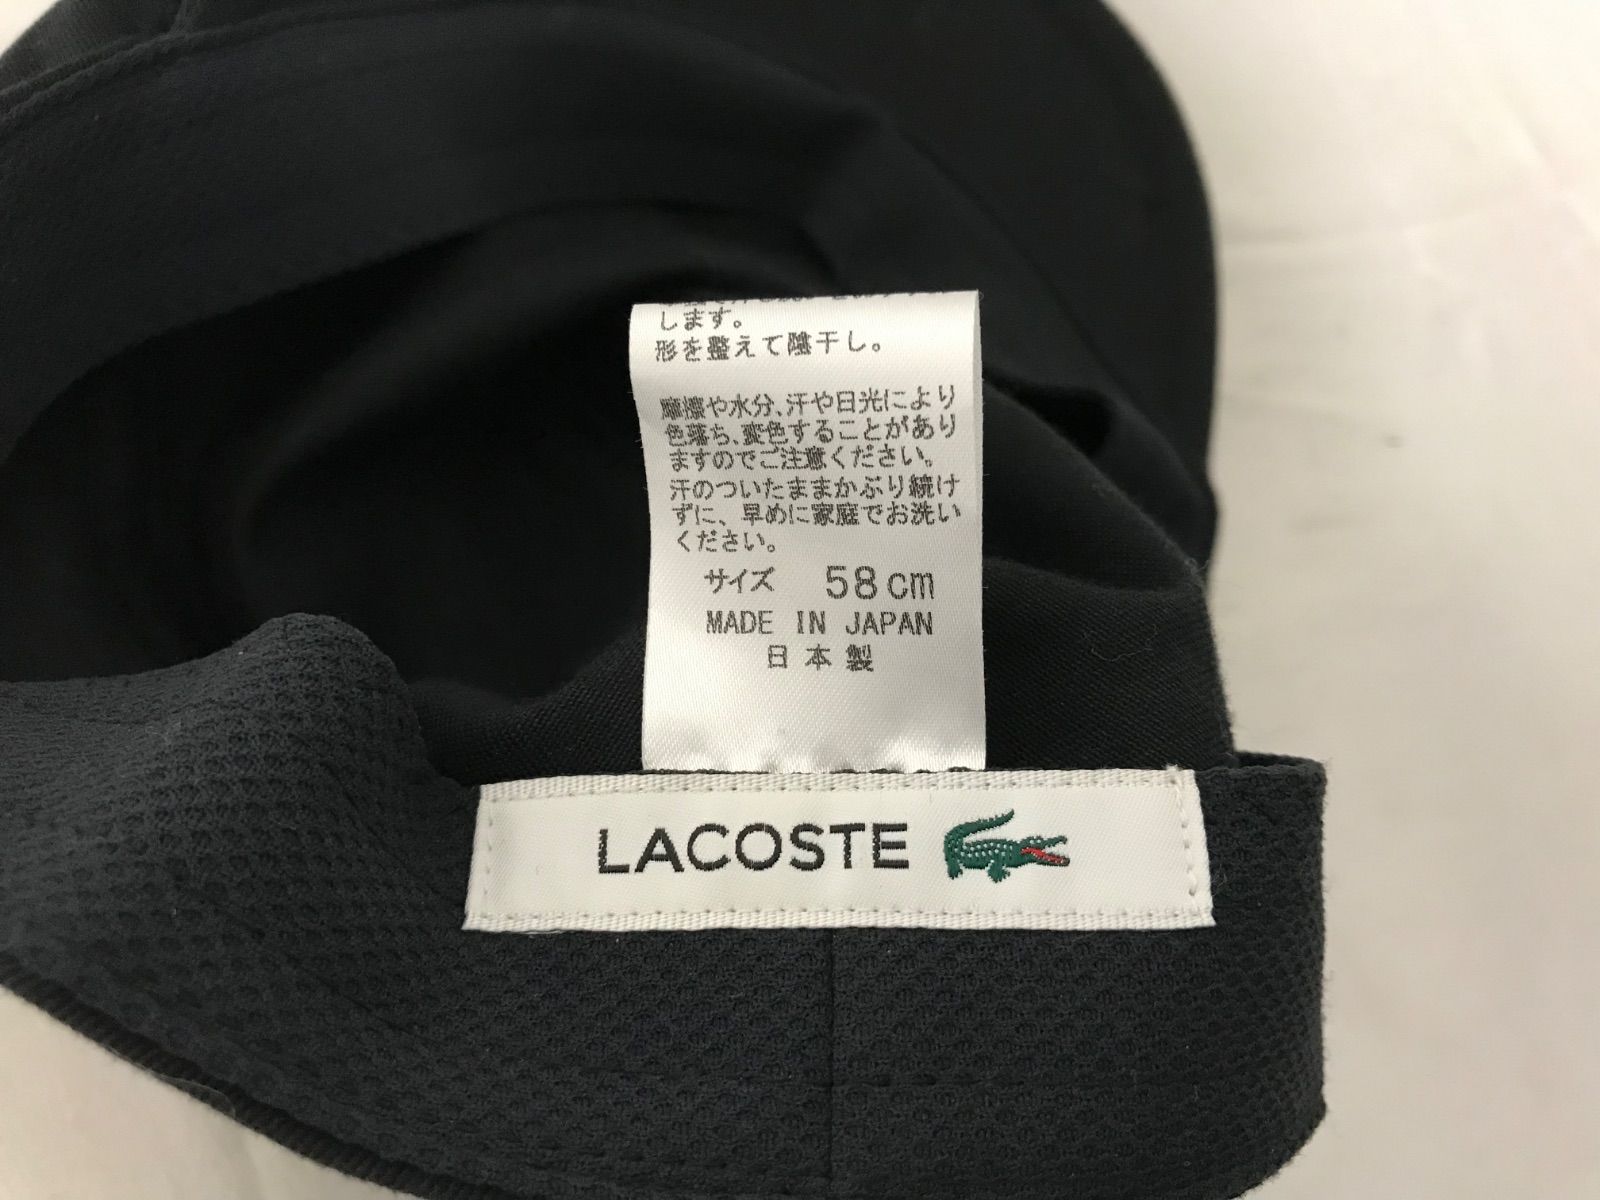 します。
形を整えて陰干し。
摩擦や水分、汗や日光により
色落ち、変色することがあり
ますのでご注意ください。
汗のついたままかぶり続け
ずに、早めに家庭でお洗い
ください。
サイズ 58cm
MADE IN JAPAN
日本製
LACOSTE